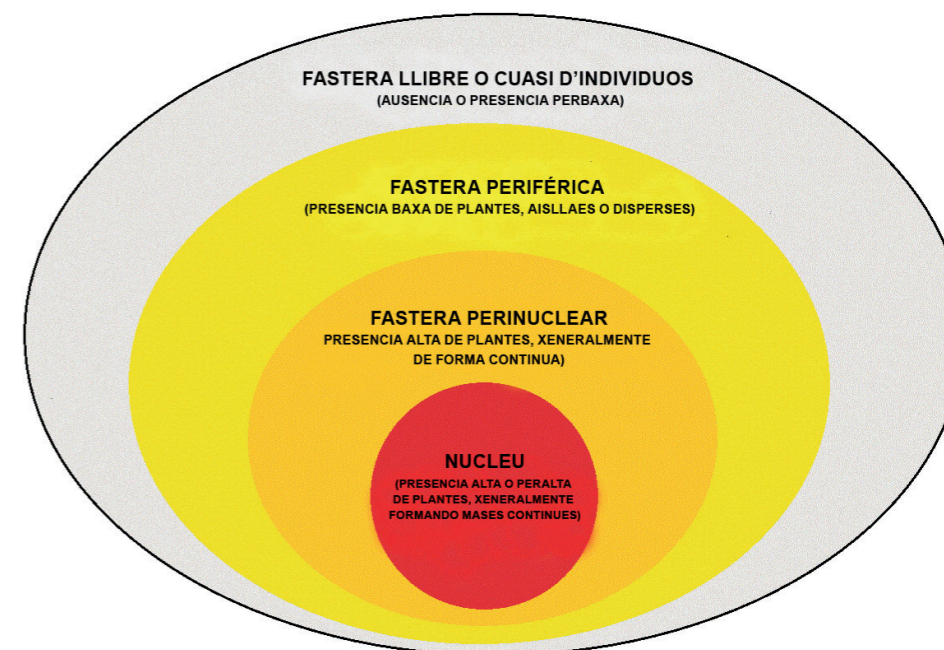 FASTERA LLIBRE O CUASI D’INDIVIDUOS
(AUSENCIA O PRESENCIA PERBAXA)
FASTERA PERIFÉRICA
(PRESENCIA BAXA DE PLANTES, AISLLAES O DISPERSES)
FASTERA PERINUCLEAR
PRESENCIA ALTA DE PLANTES, XENERALMENTE
DE FORMA CONTINUA)
NUCLEU
(PRESENCIA ALTA O PERALTA
DE PLANTES, XENERALMENTE
FORMANDO MASES CONTINUES)